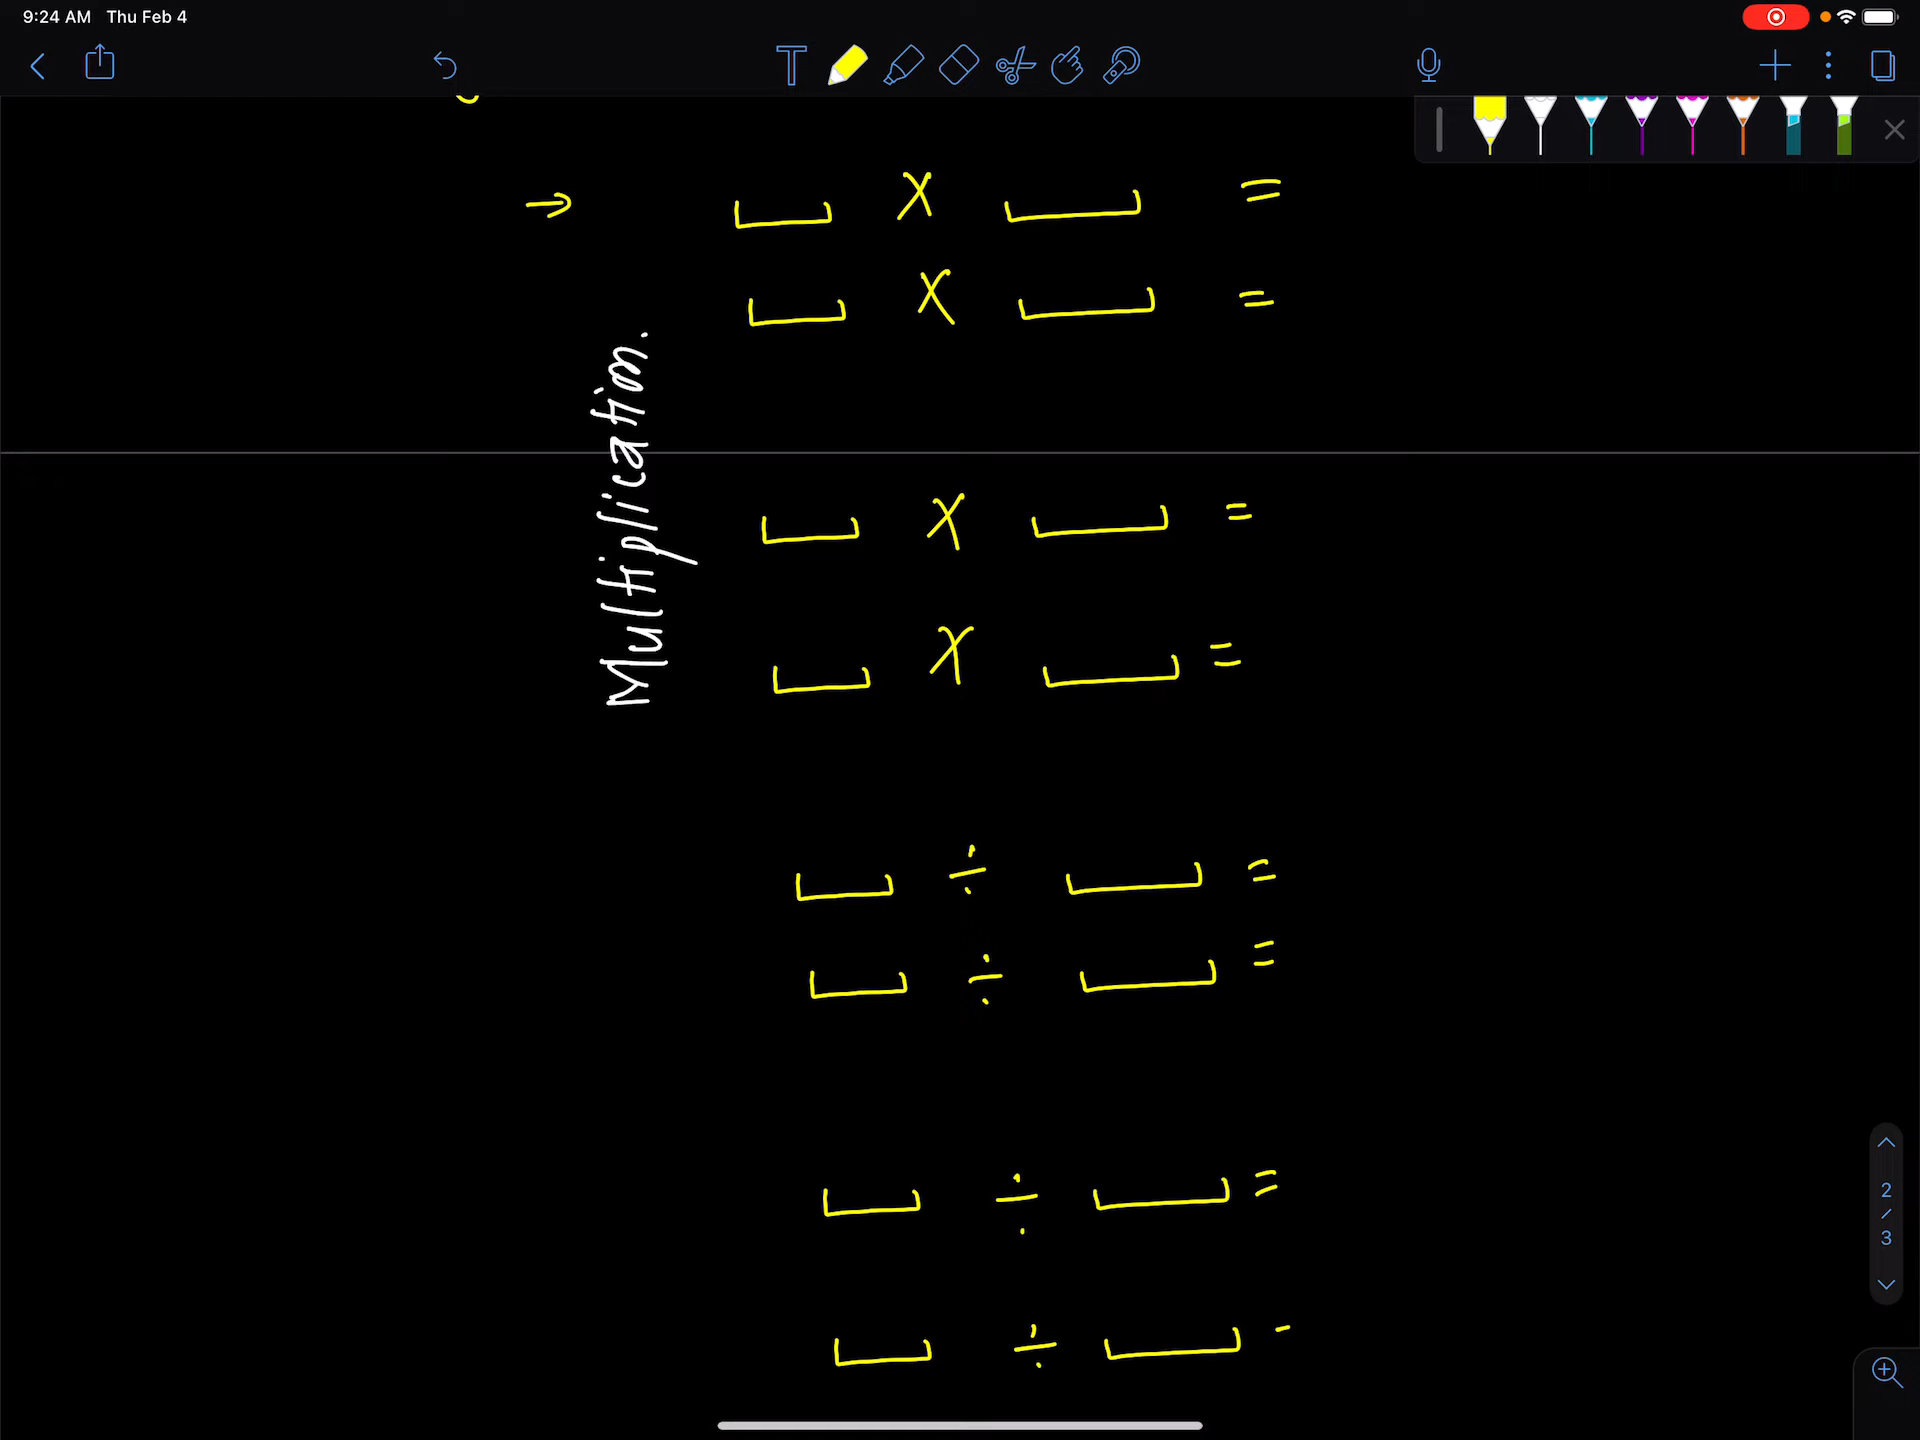 9:24 AM Thu Feb 4
T
→ ⎵ X ⎵ =
⎵ X ⎵ =
Multiplication.
⎵ X ⎵ =
⎵ X ⎵ =
⎵ ÷ ⎵ =
⎵ ÷ ⎵ =
⎵ ÷ ⎵ =
⎵ ÷ ⎵ -
2
/
3